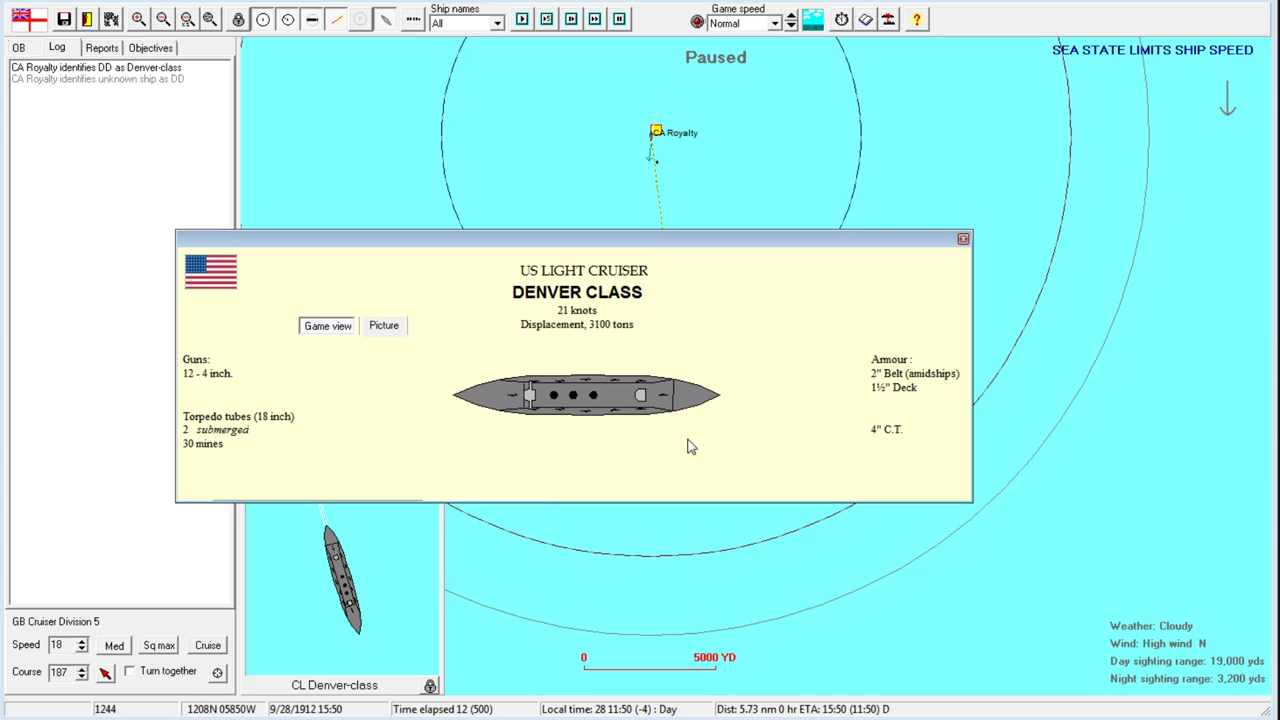 Ship names
All
Game speed
Normal
?
OB
Log
Reports
Objectives
CA Royalty identifies DD as Denver-class
CA Royalty identifies unknown ship as DD
Paused
SEA STATE LIMITS SHIP SPEED
CA Royalty
US LIGHT CRUISER
DENVER CLASS
21 knots
Displacement, 3100 tons
Game view
Picture
Guns:
12 - 4 inch.
Torpedo tubes (18 inch)
2 submerged
30 mines
Armour :
2" Belt (amidships)
1½" Deck
4" C.T.
GB Cruiser Division 5
Speed 18 Med Sq max Cruise
Course 187 Turn together
CL Denver-class
0 5000 YD
Weather: Cloudy
Wind: High wind N
Day sighting range: 19,000 yds
Night sighting range: 3,200 yds
1244 1208N 05850W 9/28/1912 15:50 Time elapsed 12 (500) Local time: 28 11:50 (-4) : Day Dist: 5.73 nm 0 hr ETA: 15:50 (11:50) D